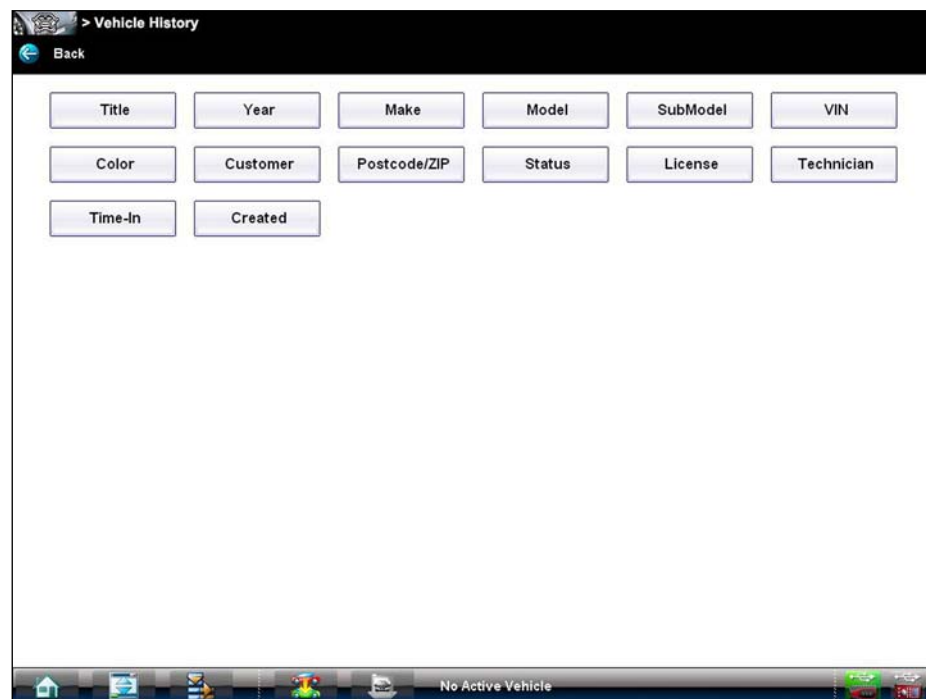 > Vehicle History
Back
Title Year Make Model SubModel VIN
Color Customer Postcode/ZIP Status License Technician
Time-In Created
No Active Vehicle